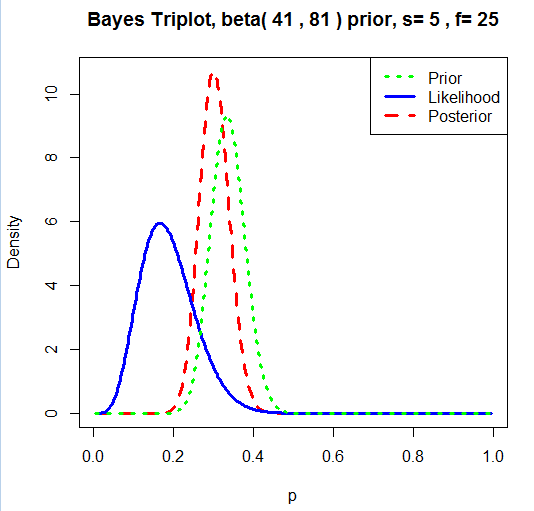 Bayes Triplot, beta( 41 , 81 ) prior, s= 5 , f= 25
Prior
Likelihood
Posterior
Density
10
8
6
4
2
0
0.0 0.2 0.4 0.6 0.8 1.0
p